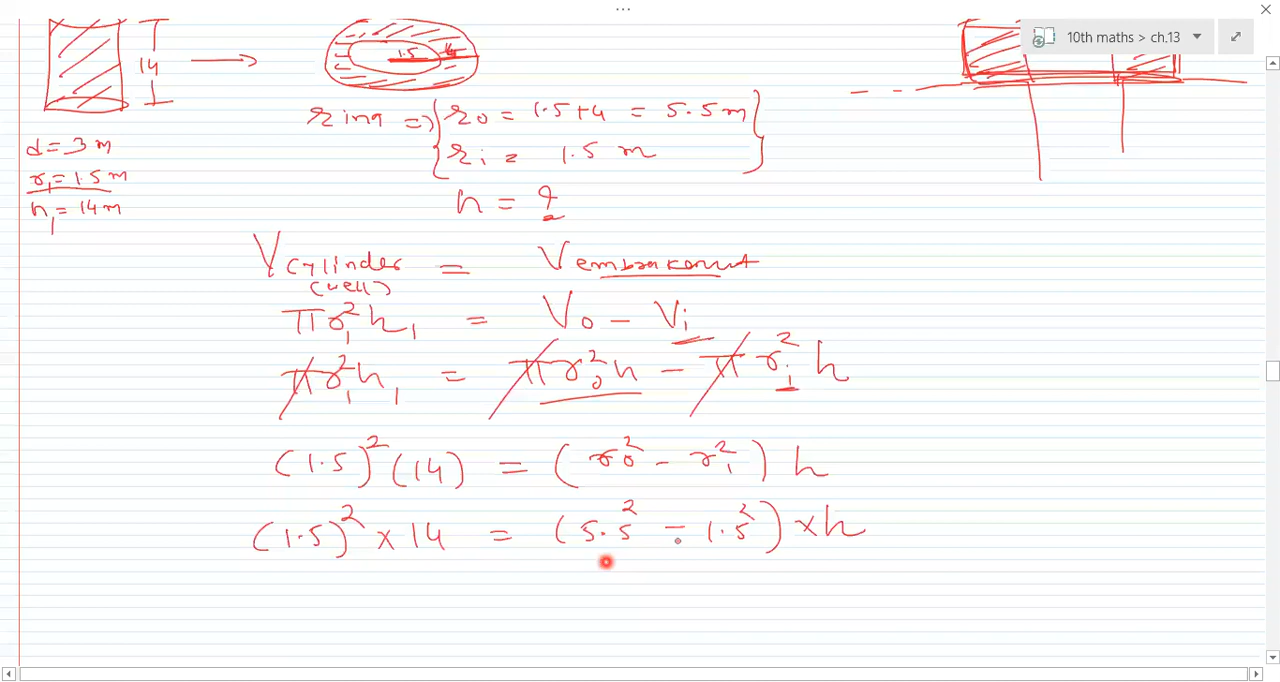 ...
10th maths > ch.13
14
1.5 4
ring => r₀ = 1.5+4 = 5.5 m
rᵢ = 1.5 m
d = 3 m
r₁ = 1.5 m
h₁ = 14 m
h = ?
V cylinder = V embankment
(well)
πr₁²h₁ = V₀ - Vᵢ
πr₁²h₁ = πr₀²h - πrᵢ²h
(1.5)² (14) = (r₀² - rᵢ²) h
(1.5)² × 14 = (5.5² - 1.5²) × h